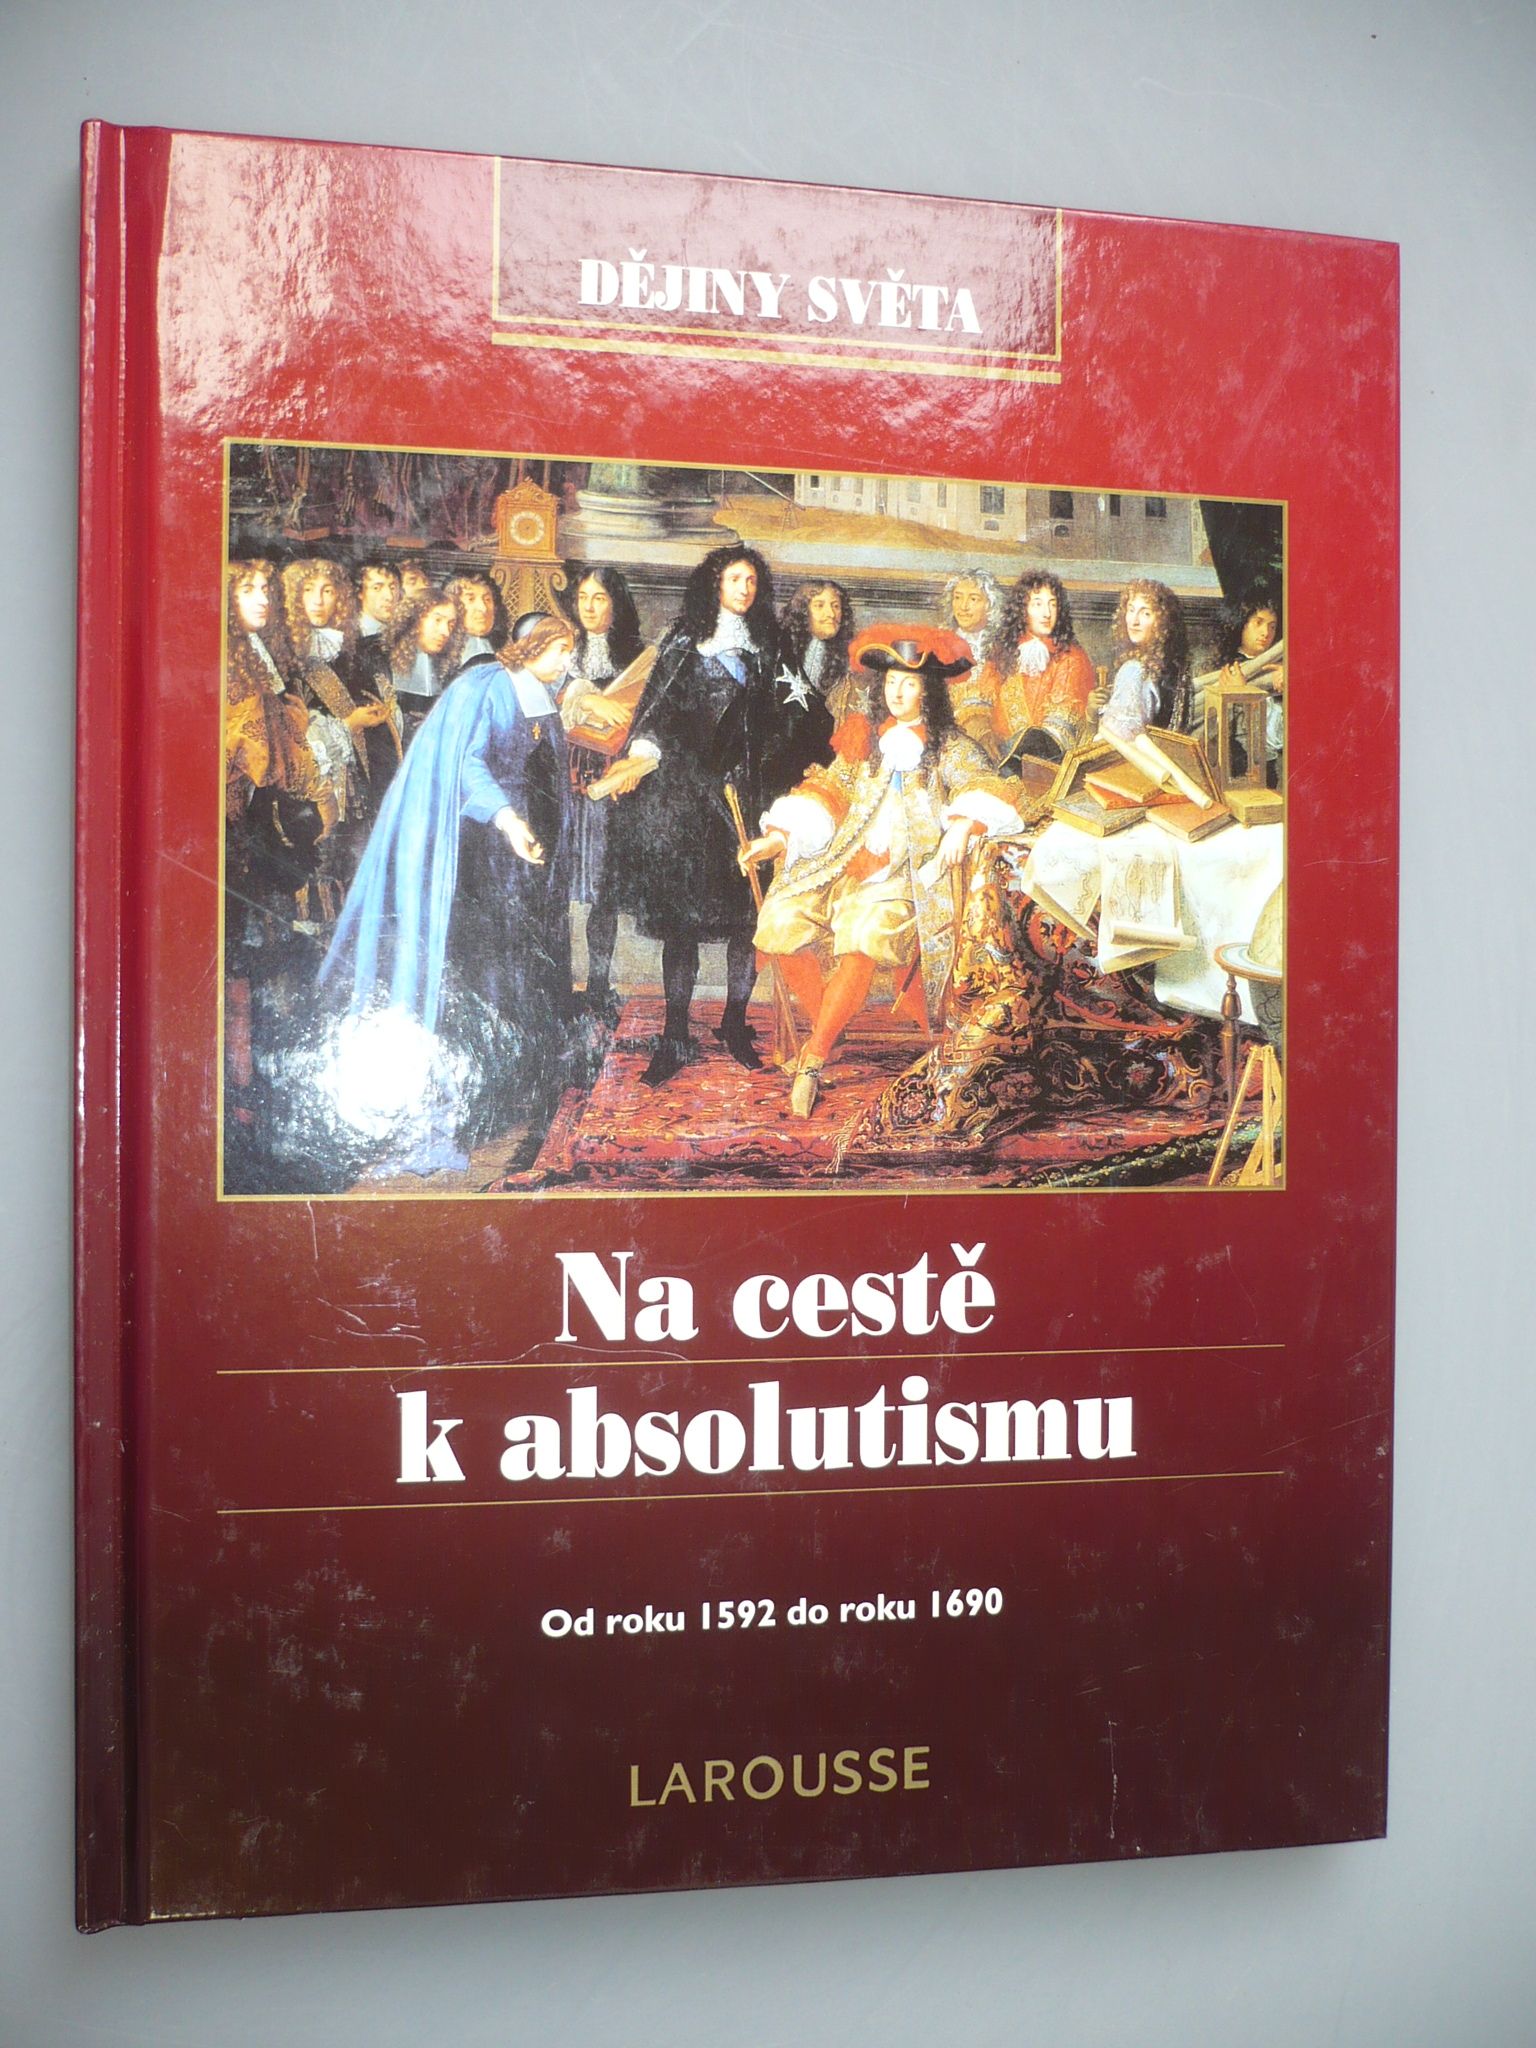 DĚJINY SVĚTA
Na cestě
k absolutismu
Od roku 1592 do roku 1690
LAROUSSE